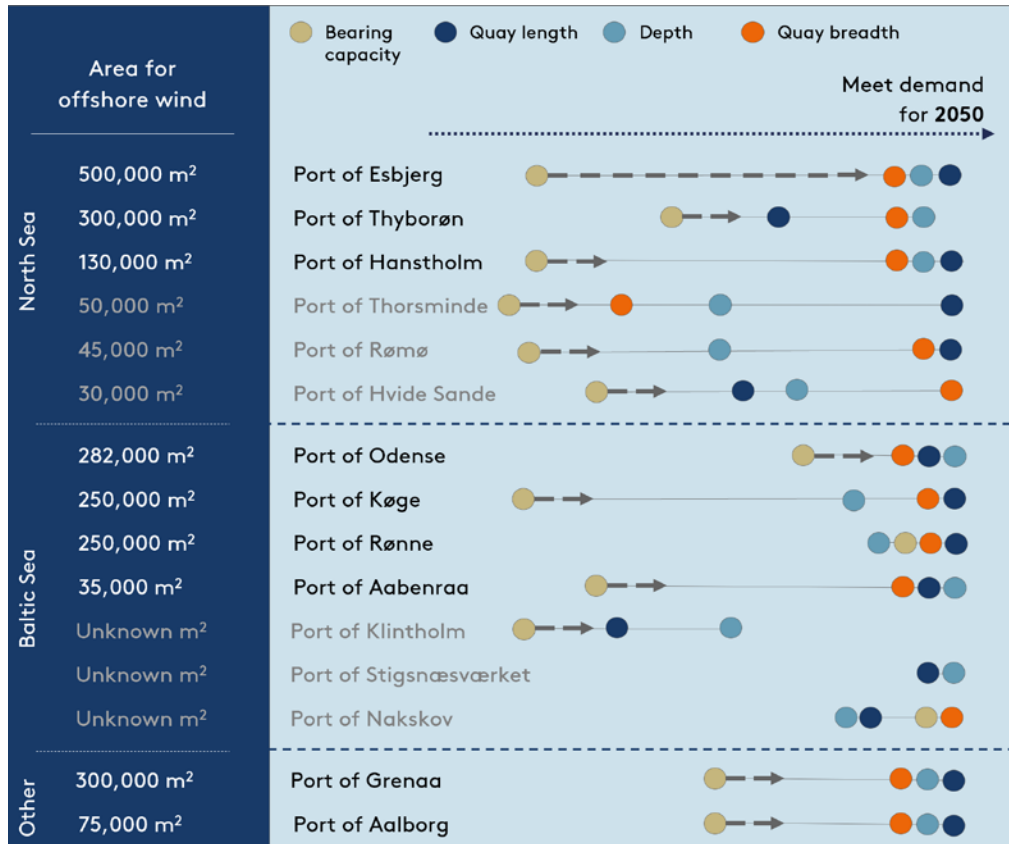 Bearing capacity
Quay length
Depth
Quay breadth
Area for
offshore wind
Meet demand
for 2050
North Sea
500,000 m² Port of Esbjerg
300,000 m² Port of Thyborøn
130,000 m² Port of Hanstholm
50,000 m² Port of Thorsminde
45,000 m² Port of Rømø
30,000 m² Port of Hvide Sande
Baltic Sea
282,000 m² Port of Odense
250,000 m² Port of Køge
250,000 m² Port of Rønne
35,000 m² Port of Aabenraa
Unknown m² Port of Klintholm
Unknown m² Port of Stigsnæsværket
Unknown m² Port of Nakskov
Other
300,000 m² Port of Grenaa
75,000 m² Port of Aalborg